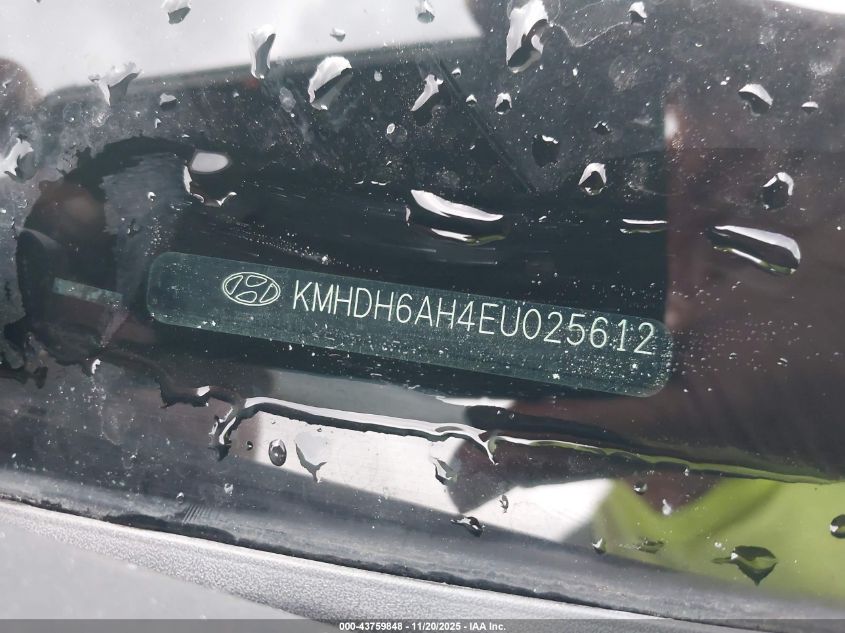 KMHDH6AH4EU025612
000-43759848 - 11/20/2025 - IAA Inc.